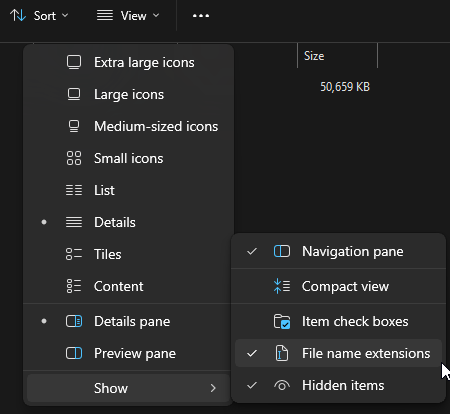 Sort
View
Size
50,659 KB
Extra large icons
Large icons
Medium-sized icons
Small icons
List
Details
Tiles
Content
Details pane
Preview pane
Show
Navigation pane
Compact view
Item check boxes
File name extensions
Hidden items